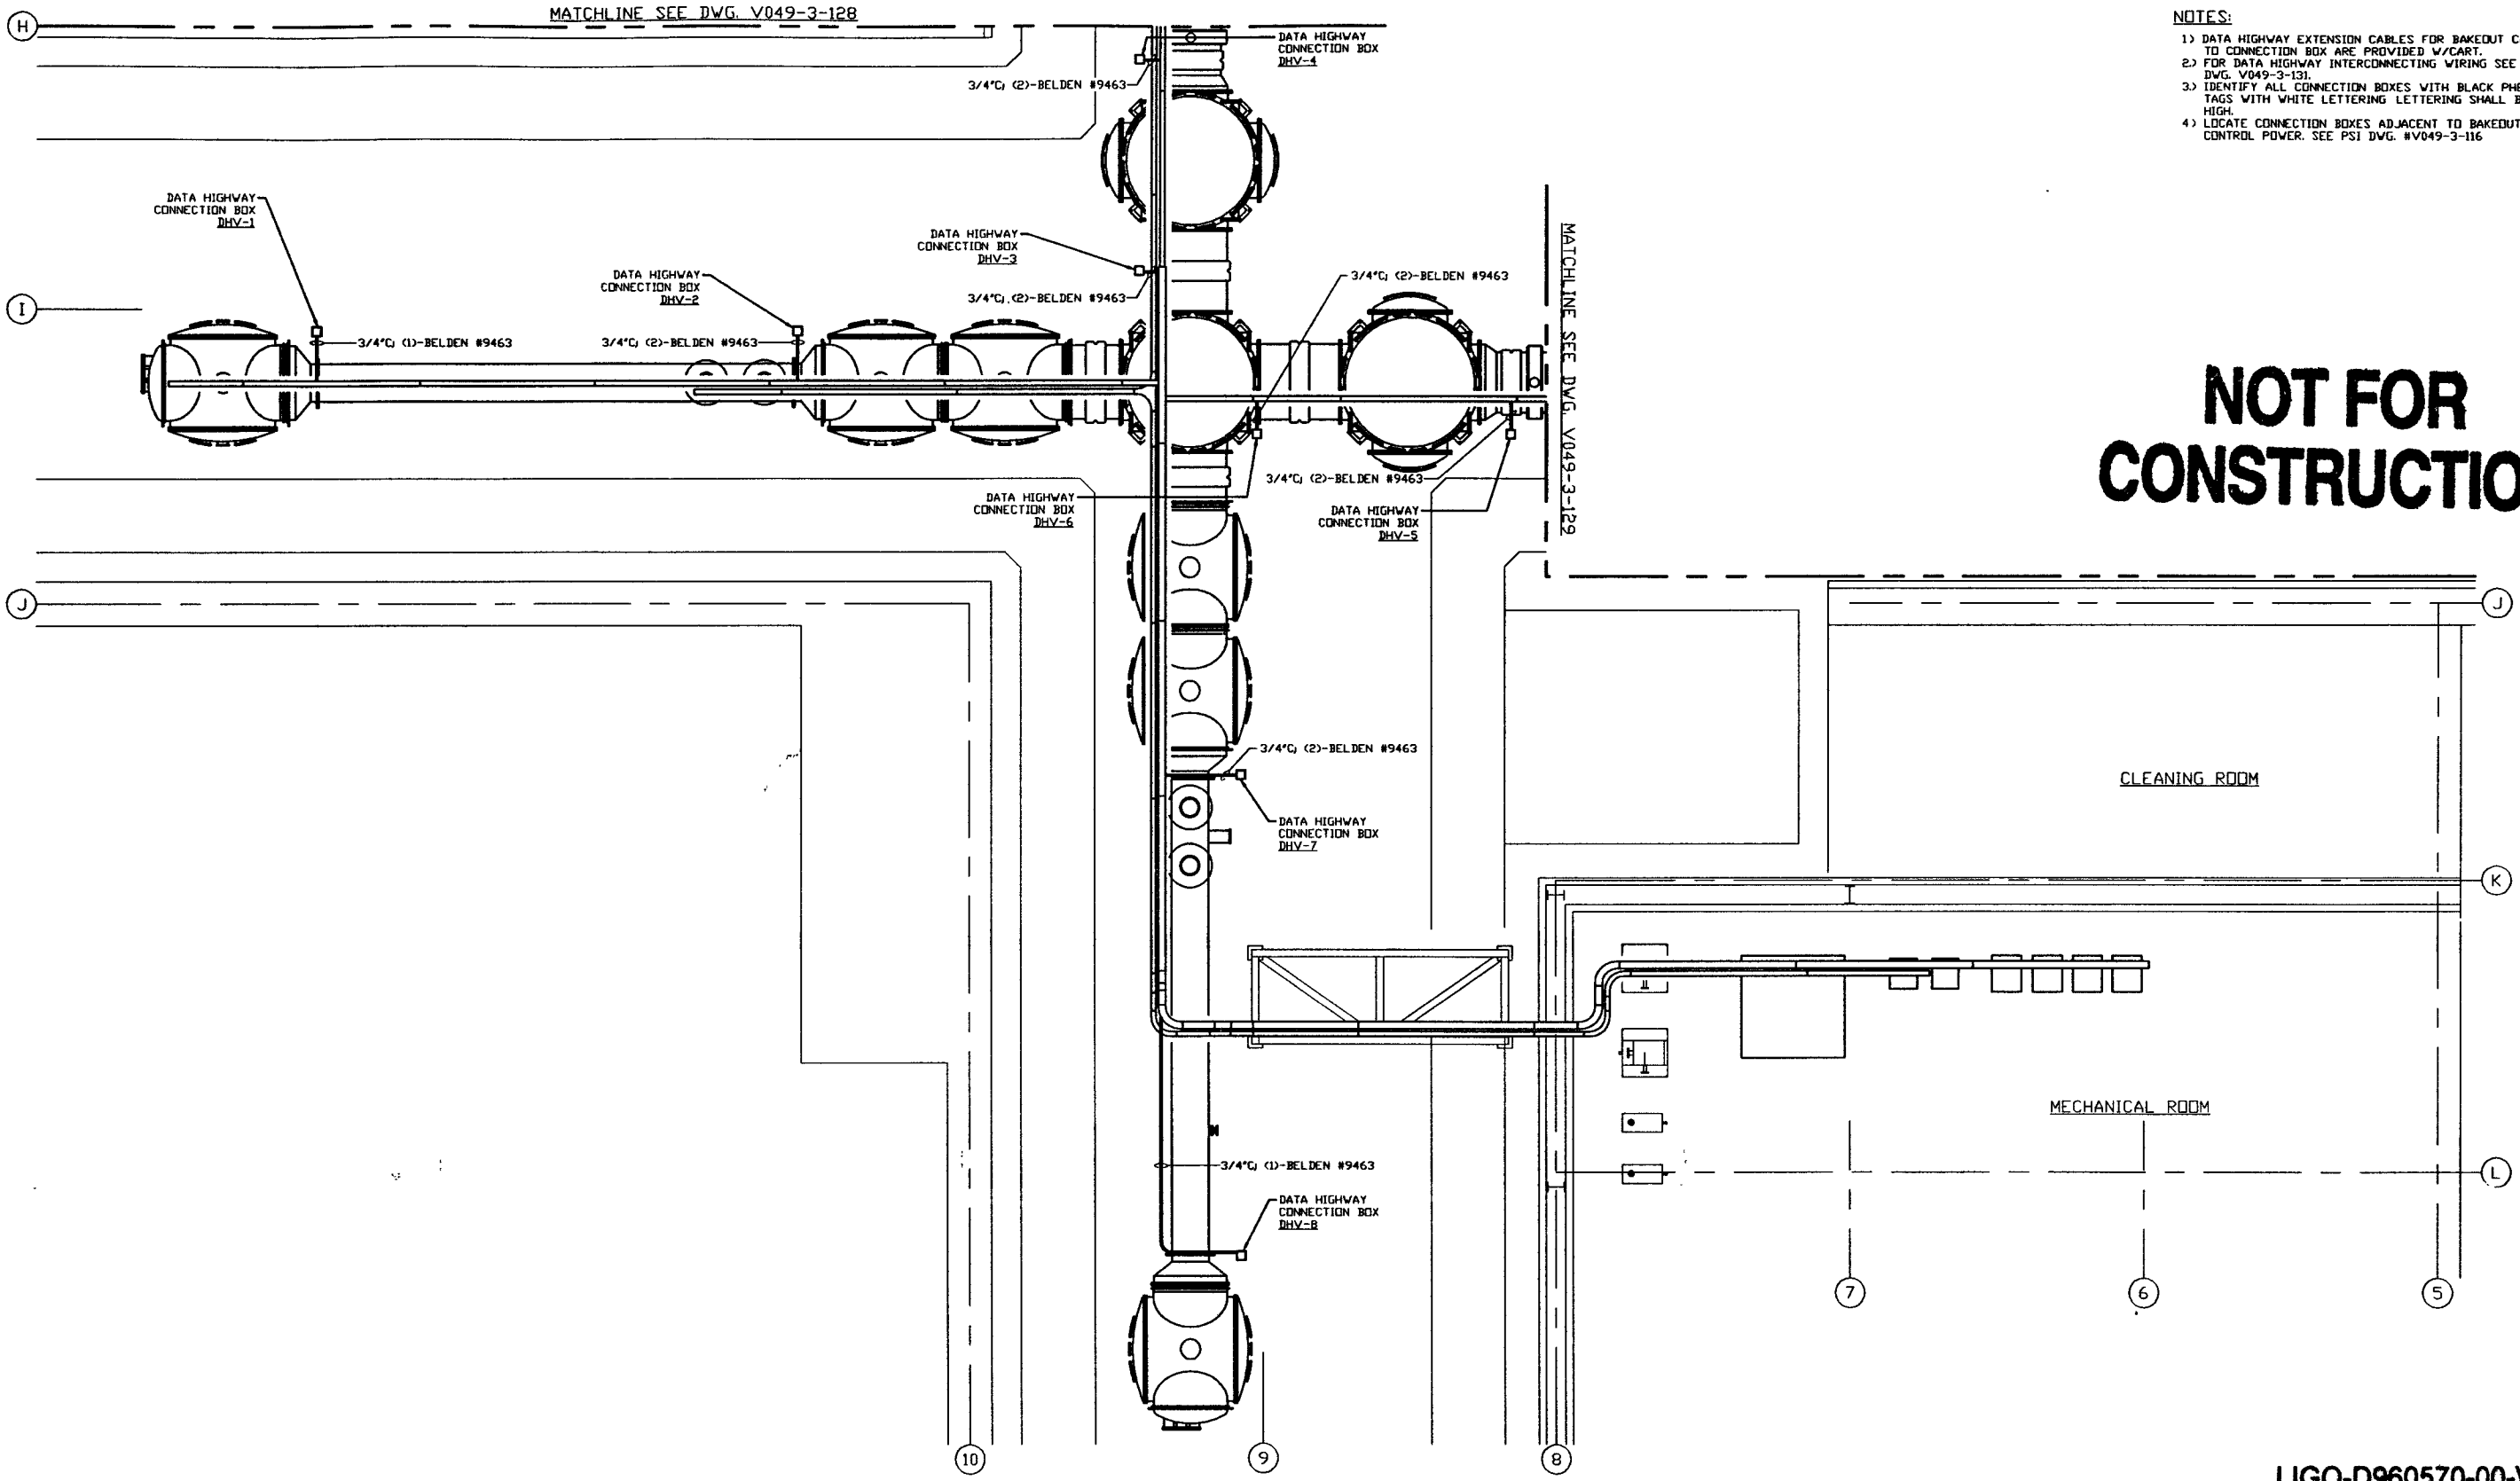 MATCHLINE SEE DWG. V049-3-128
H
NOTES:
1) DATA HIGHWAY EXTENSION CABLES FOR BAKEOUT
TO CONNECTION BOX ARE PROVIDED W/CART.
2.) FOR DATA HIGHWAY INTERCONNECTING WIRING SEE
DWG. V049-3-131.
3.) IDENTIFY ALL CONNECTION BOXES WITH BLACK
TAGS WITH WHITE LETTERING LETTERING SHALL
HIGH.
4) LOCATE CONNECTION BOXES ADJACENT TO BAKEOUT
CONTROL POWER. SEE PSI DWG. #V049-3-116
DATA HIGHWAY
CONNECTION BOX
DHV-4
3/4"C; (2)-BELDEN #9463
DATA HIGHWAY
CONNECTION BOX
DHV-1
DATA HIGHWAY
CONNECTION BOX
DHV-3
DATA HIGHWAY
CONNECTION BOX
DHV-2
3/4"C; (2)-BELDEN #9463
3/4"C; (2)-BELDEN #9463
MATCHLINE SEE DWG. V049-3-129
I
3/4"C; (1)-BELDEN #9463
3/4"C; (2)-BELDEN #9463
NOT FOR
CONSTRUCTIO
3/4"C; (2)-BELDEN #9463
DATA HIGHWAY
CONNECTION BOX
DHV-6
DATA HIGHWAY
CONNECTION BOX
DHV-5
J
J
3/4"C; (2)-BELDEN #9463
CLEANING ROOM
DATA HIGHWAY
CONNECTION BOX
DHV-7
K
MECHANICAL ROOM
3/4"C; (1)-BELDEN #9463
L
DATA HIGHWAY
CONNECTION BOX
DHV-8
7
6
5
10
9
8
LIGO-D960570-00-